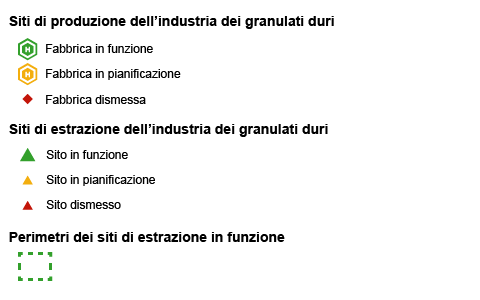 Siti di produzione dell'industria dei granulati duri
Fabbrica in funzione
Fabbrica in pianificazione
Fabbrica dismessa
Siti di estrazione dell'industria dei granulati duri
Sito in funzione
Sito in pianificazione
Sito dismesso
Perimetri dei siti di estrazione in funzione